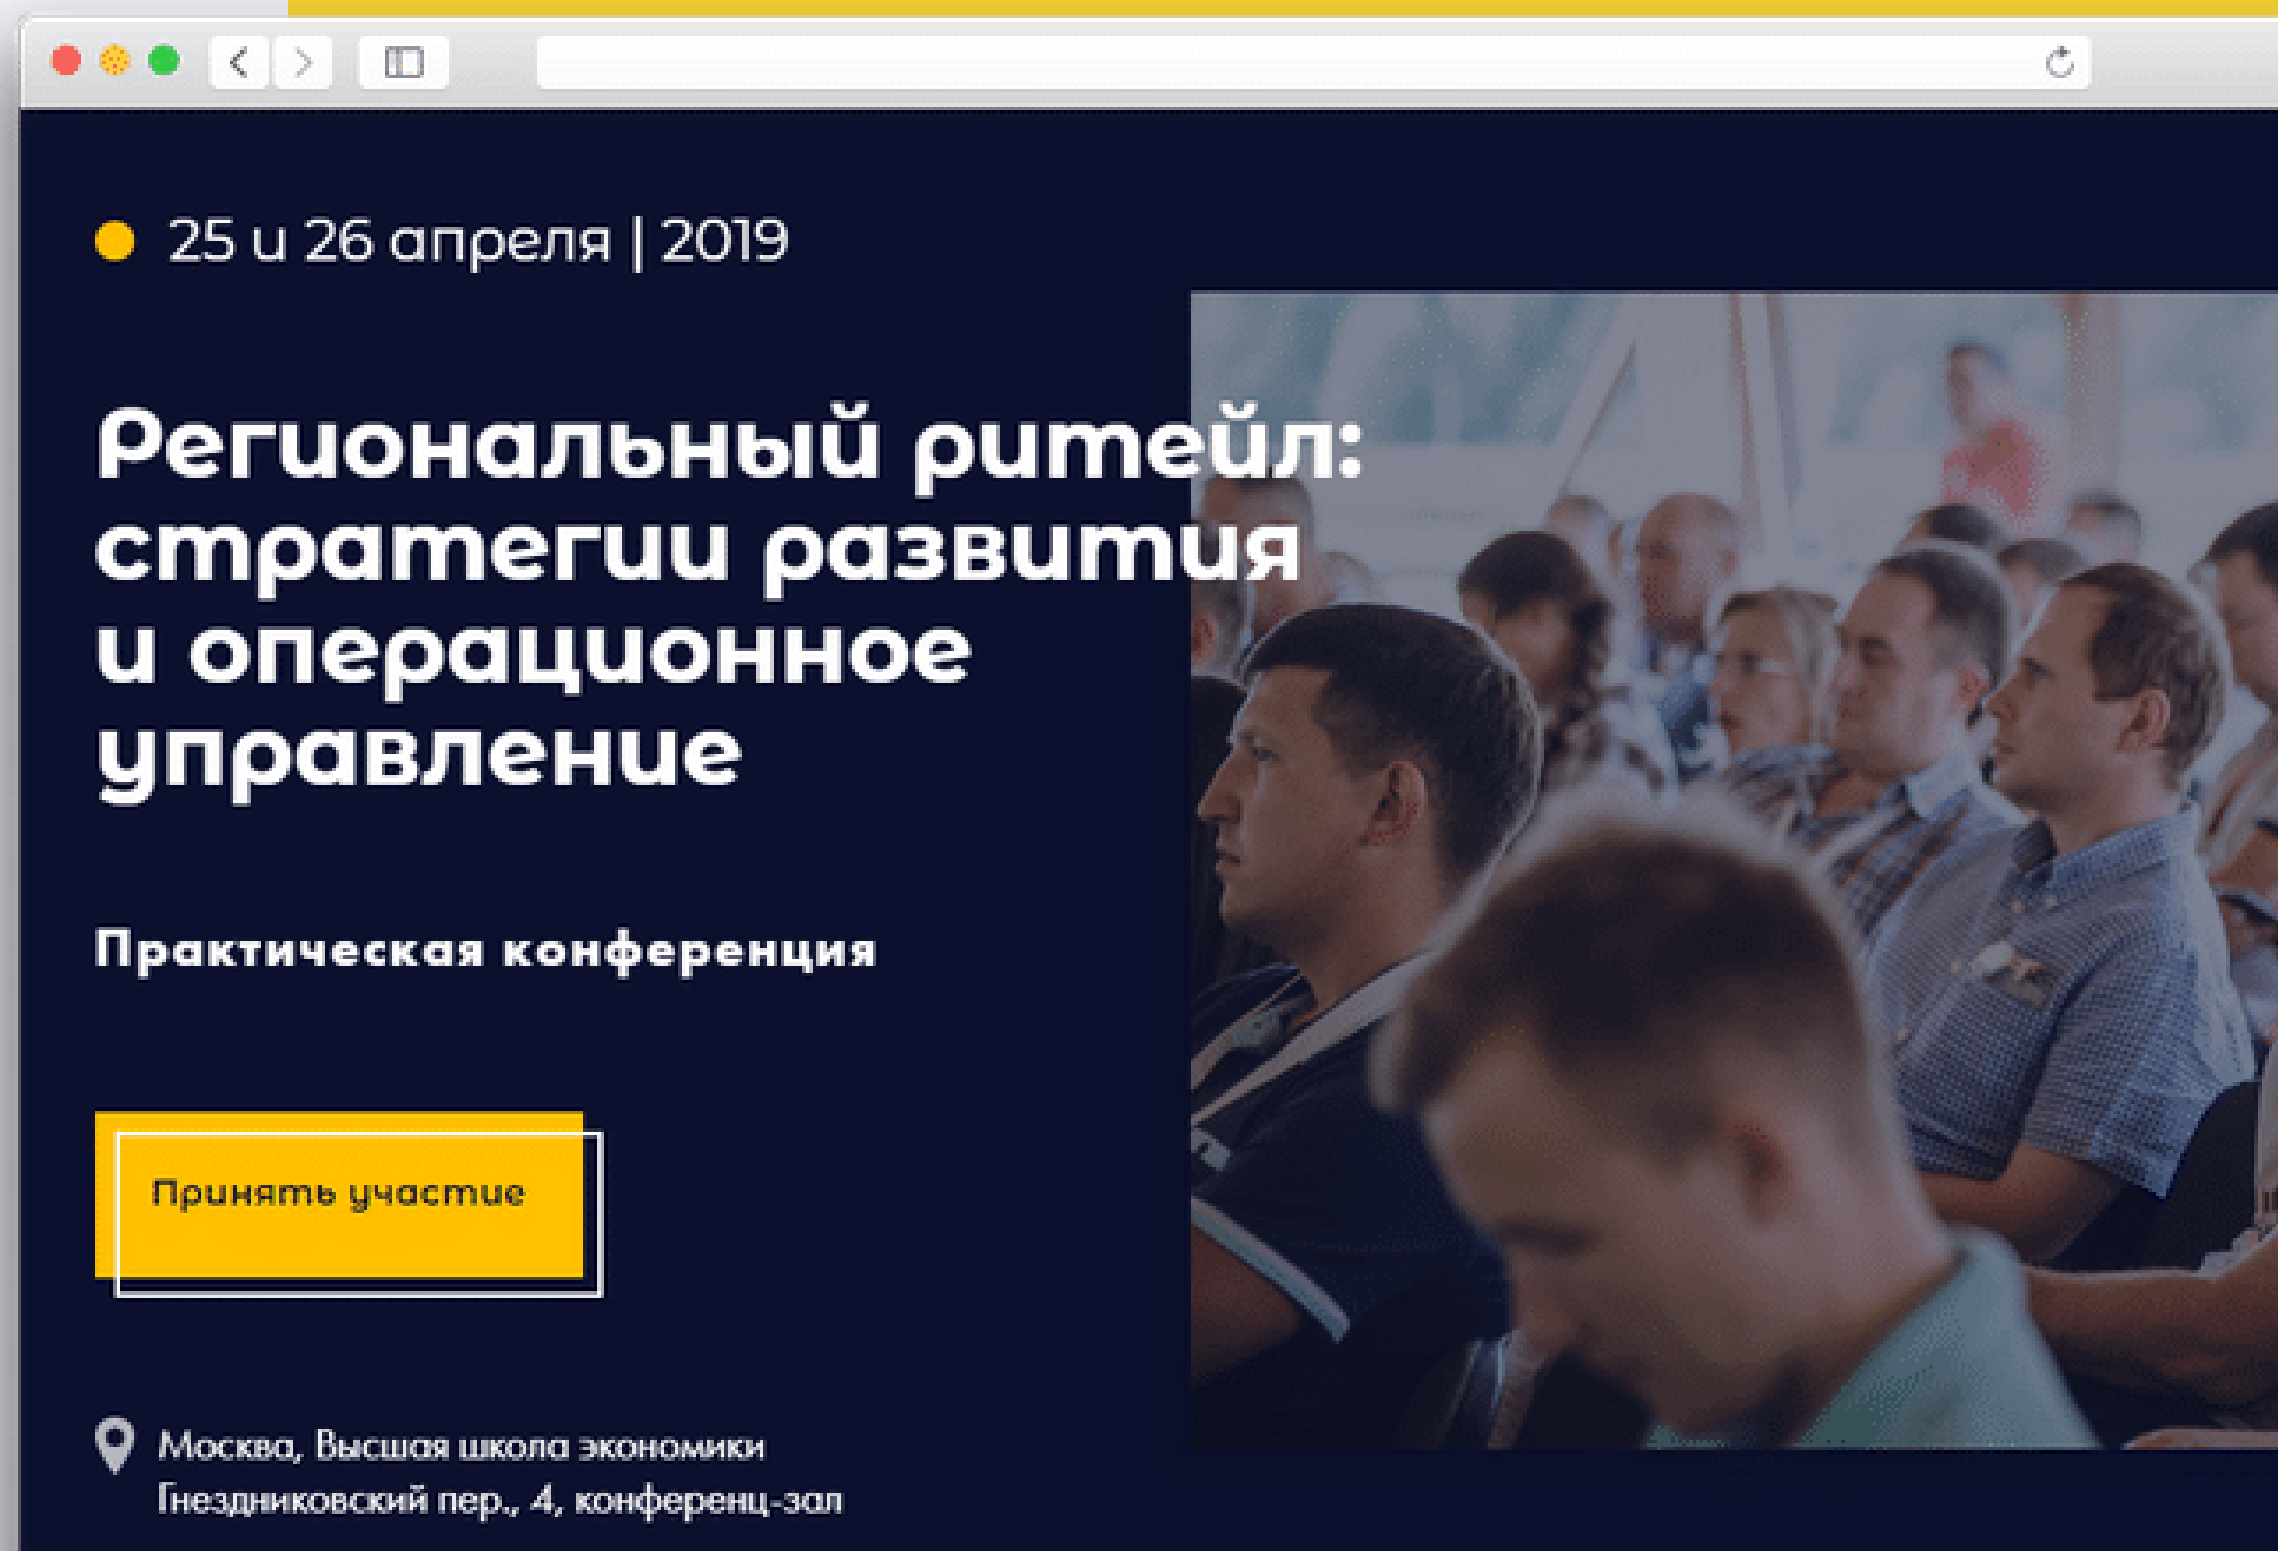 25 и 26 апреля | 2019
Региональный ритейл:
стратегии развития
и операционное
управление
Практическая конференция
Принять участие
Москва, Высшая школа экономики
Гнездниковский пер., 4, конференц-зал